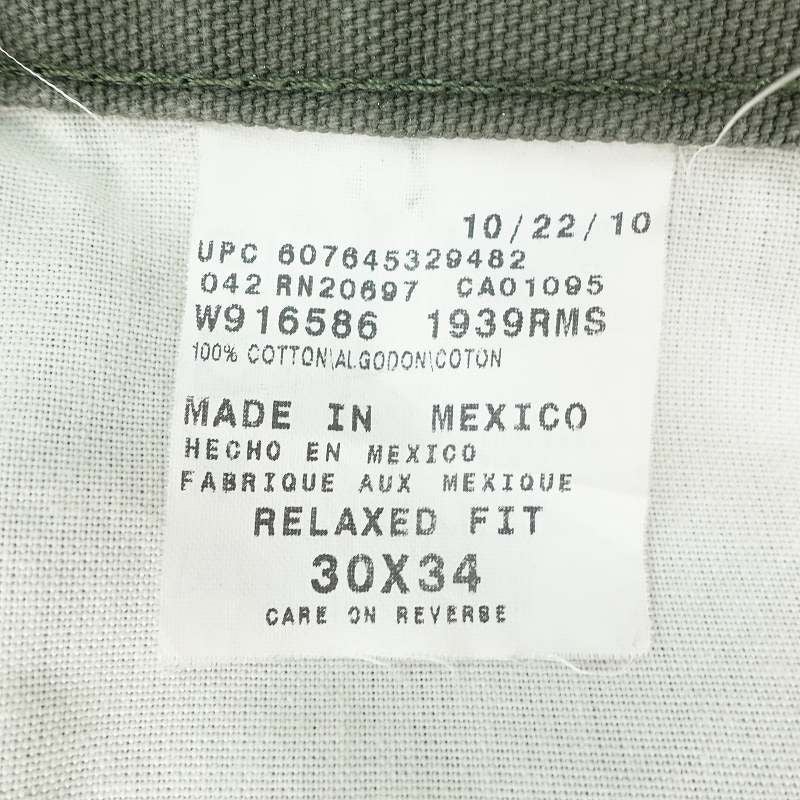 10/22/10
UPC 607645329482
042 RN20697 CA01095
W916586 1939RMS
100% COTTON\ALGODON\COTON
MADE IN MEXICO
HECHO EN MEXICO
FABRIQUE AUX MEXIQUE
RELAXED FIT
30X34
CARE ON REVERSE